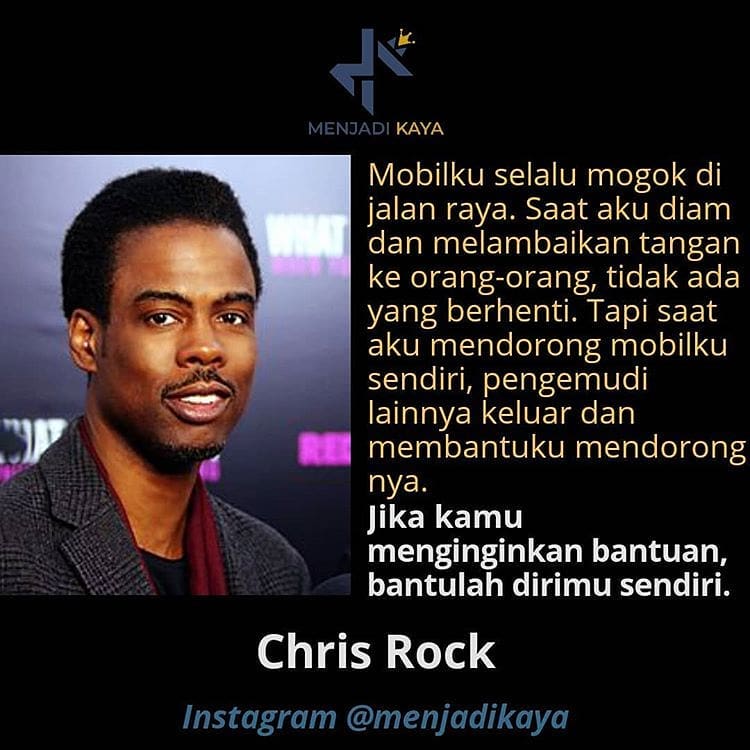 MENJADI KAYA
WHAT
RED
Mobilku selalu mogok di
jalan raya. Saat aku diam
dan melambaikan tangan
ke orang-orang, tidak ada
yang berhenti. Tapi saat
aku mendorong mobilku
sendiri, pengemudi
lainnya keluar dan
membantuku mendorong
nya.
Jika kamu
menginginkan bantuan,
bantulah dirimu sendiri.
Chris Rock
Instagram @menjadikaya